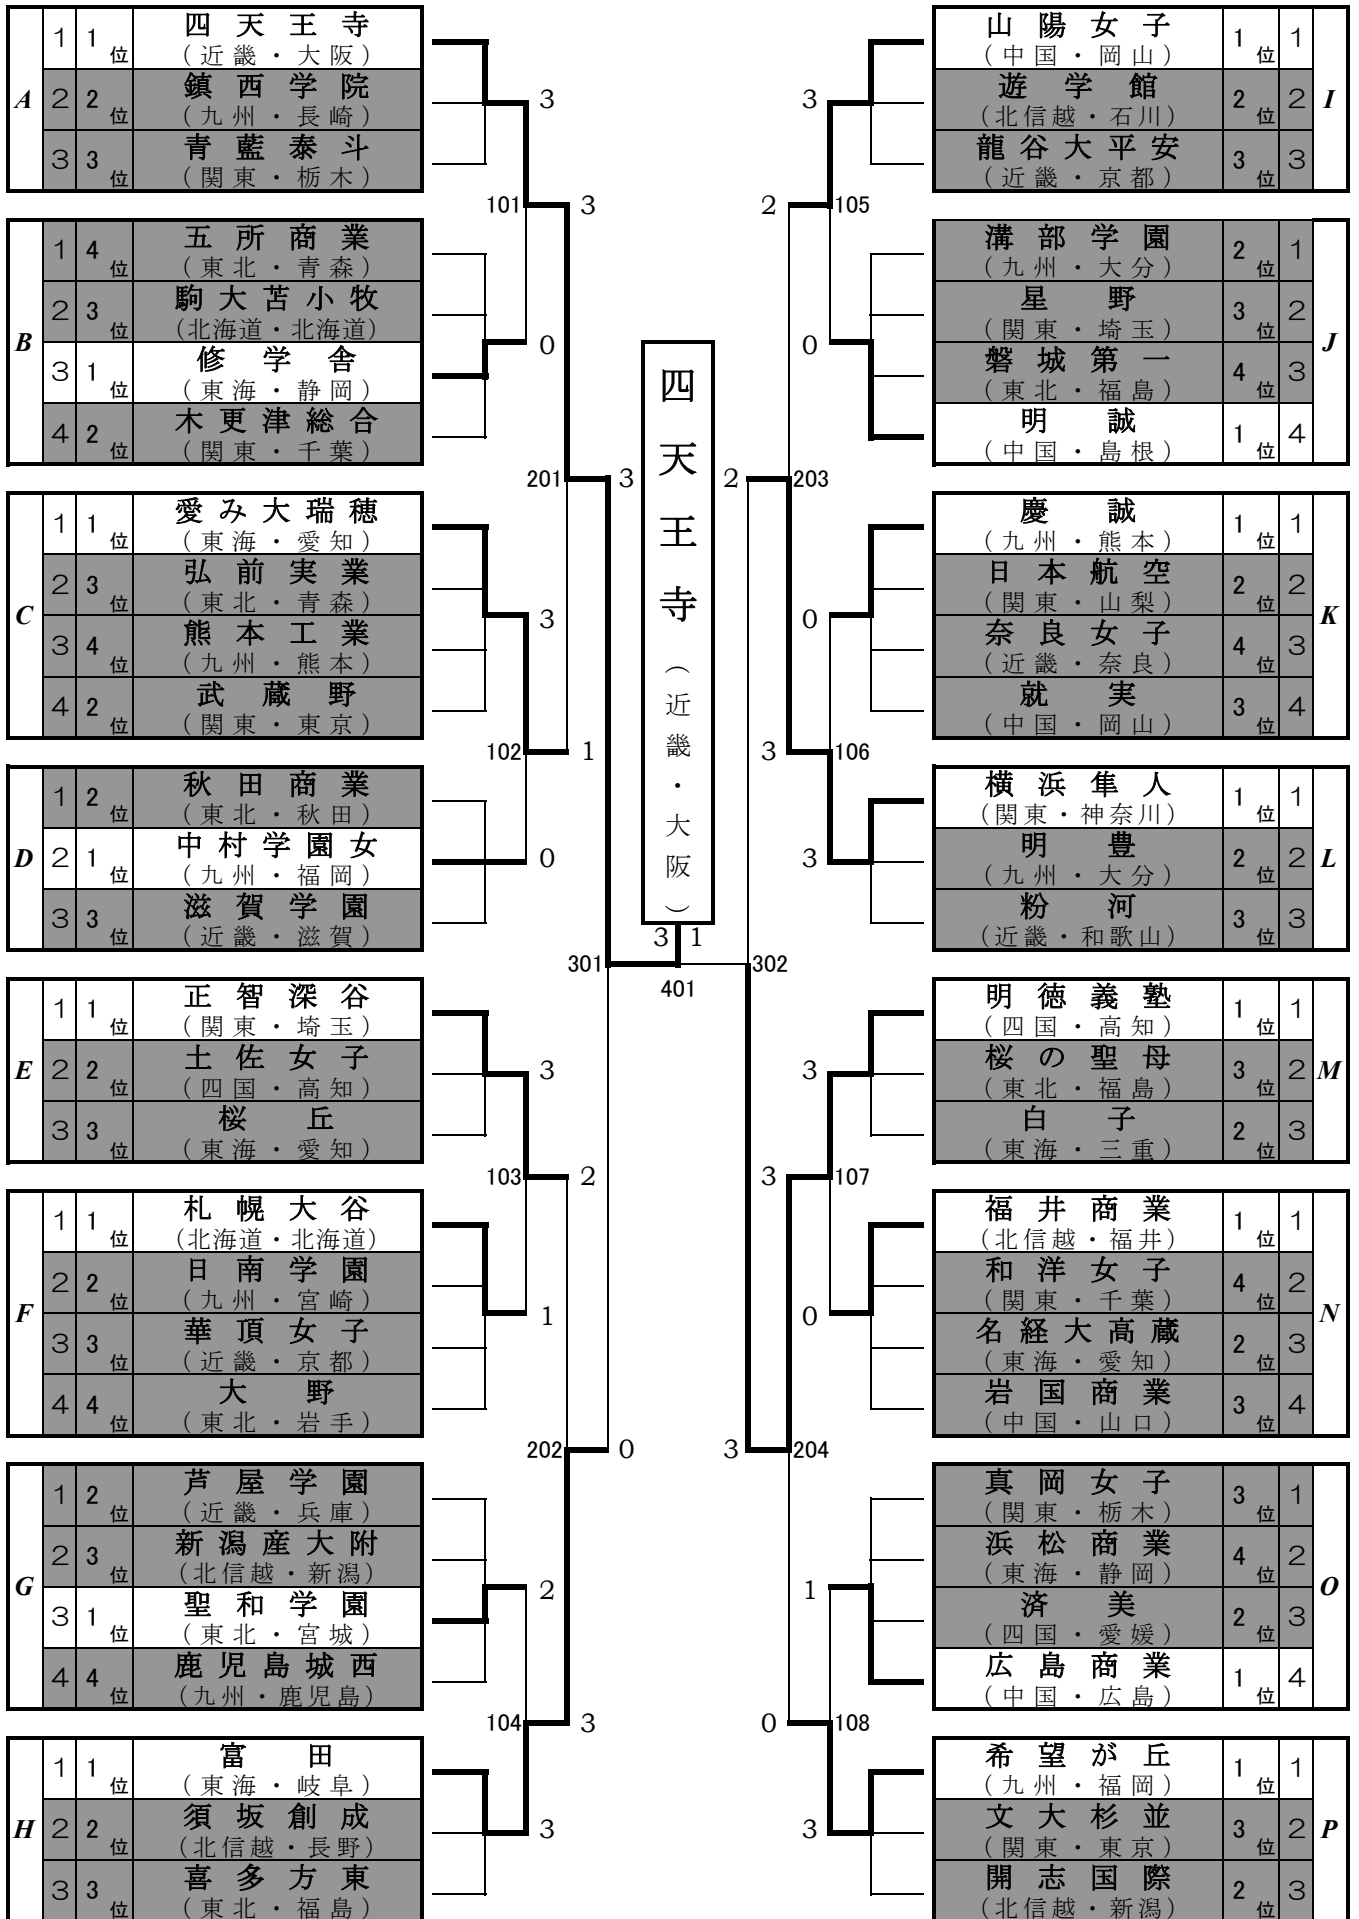 A
1 1位 四天王寺
(近畿・大阪)
2 2位 鎮西学院
(九州・長崎)
3 3位 青藍泰斗
(関東・栃木)
B
1 4位 五所商業
(東北・青森)
2 3位 駒大苫小牧
(北海道・北海道)
3 1位 修学舎
(東海・静岡)
4 2位 木更津総合
(関東・千葉)
C
1 1位 愛み大瑞穂
(東海・愛知)
2 3位 弘前実業
(東北・青森)
3 4位 熊本工業
(九州・熊本)
4 2位 武蔵野
(関東・東京)
D
1 2位 秋田商業
(東北・秋田)
2 1位 中村学園女
(九州・福岡)
3 3位 滋賀学園
(近畿・滋賀)
E
1 1位 正智深谷
(関東・埼玉)
2 2位 土佐女子
(四国・高知)
3 3位 桜丘
(東海・愛知)
F
1 1位 札幌大谷
(北海道・北海道)
2 2位 日南学園
(九州・宮崎)
3 3位 華頂女子
(近畿・京都)
4 4位 大野
(東北・岩手)
G
1 2位 芦屋学園
(近畿・兵庫)
2 3位 新潟産大附
(北信越・新潟)
3 1位 聖和学園
(東北・宮城)
4 4位 鹿児島城西
(九州・鹿児島)
H
1 1位 富田
(東海・岐阜)
2 2位 須坂創成
(北信越・長野)
3 3位 喜多方東
(東北・福島)
3
101 3
0
201 3
3
102 1
0
301
3
103 2
1
202 0
2
104 3
3
四天王寺(近畿・大阪)
3 1
401
3
2 105
0
2 203
0
3 106
3
302
3
3 107
0
3 204
1
0 108
3
山陽女子 1位 1
(中国・岡山)
遊学館 2位 2
(北信越・石川)
龍谷大平安 3位 3
(近畿・京都)
I
溝部学園 2位 1
(九州・大分)
星野 3位 2
(関東・埼玉)
磐城第一 4位 3
(東北・福島)
明誠 1位 4
(中国・島根)
J
慶誠 1位 1
(九州・熊本)
日本航空 2位 2
(関東・山梨)
奈良女子 4位 3
(近畿・奈良)
就実 3位 4
(中国・岡山)
K
横浜隼人 1位 1
(関東・神奈川)
明豊 2位 2
(九州・大分)
粉河 3位 3
(近畿・和歌山)
L
明徳義塾 1位 1
(四国・高知)
桜の聖母 3位 2
(東北・福島)
白子 2位 3
(東海・三重)
M
福井商業 1位 1
(北信越・福井)
和洋女子 4位 2
(関東・千葉)
名経大高蔵 2位 3
(東海・愛知)
岩国商業 3位 4
(中国・山口)
N
真岡女子 3位 1
(関東・栃木)
浜松商業 4位 2
(東海・静岡)
済美 2位 3
(四国・愛媛)
広島商業 1位 4
(中国・広島)
O
希望が丘 1位 1
(九州・福岡)
文大杉並 3位 2
(関東・東京)
開志国際 2位 3
(北信越・新潟)
P